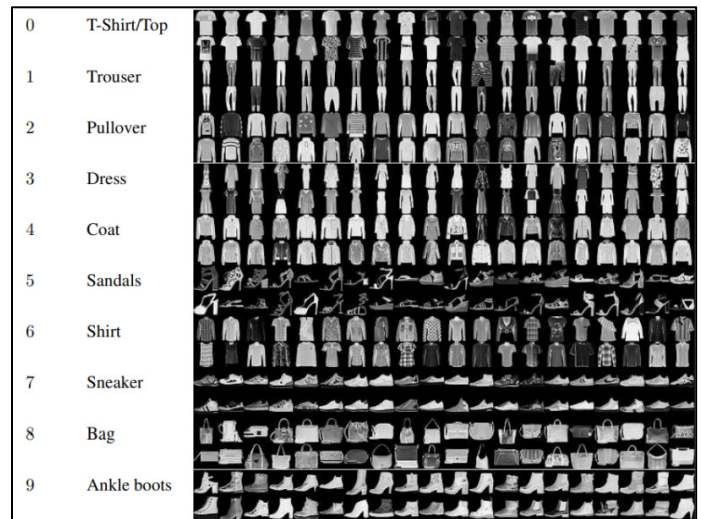 0 T-Shirt/Top
1 Trouser
2 Pullover
3 Dress
4 Coat
5 Sandals
6 Shirt
7 Sneaker
8 Bag
9 Ankle boots